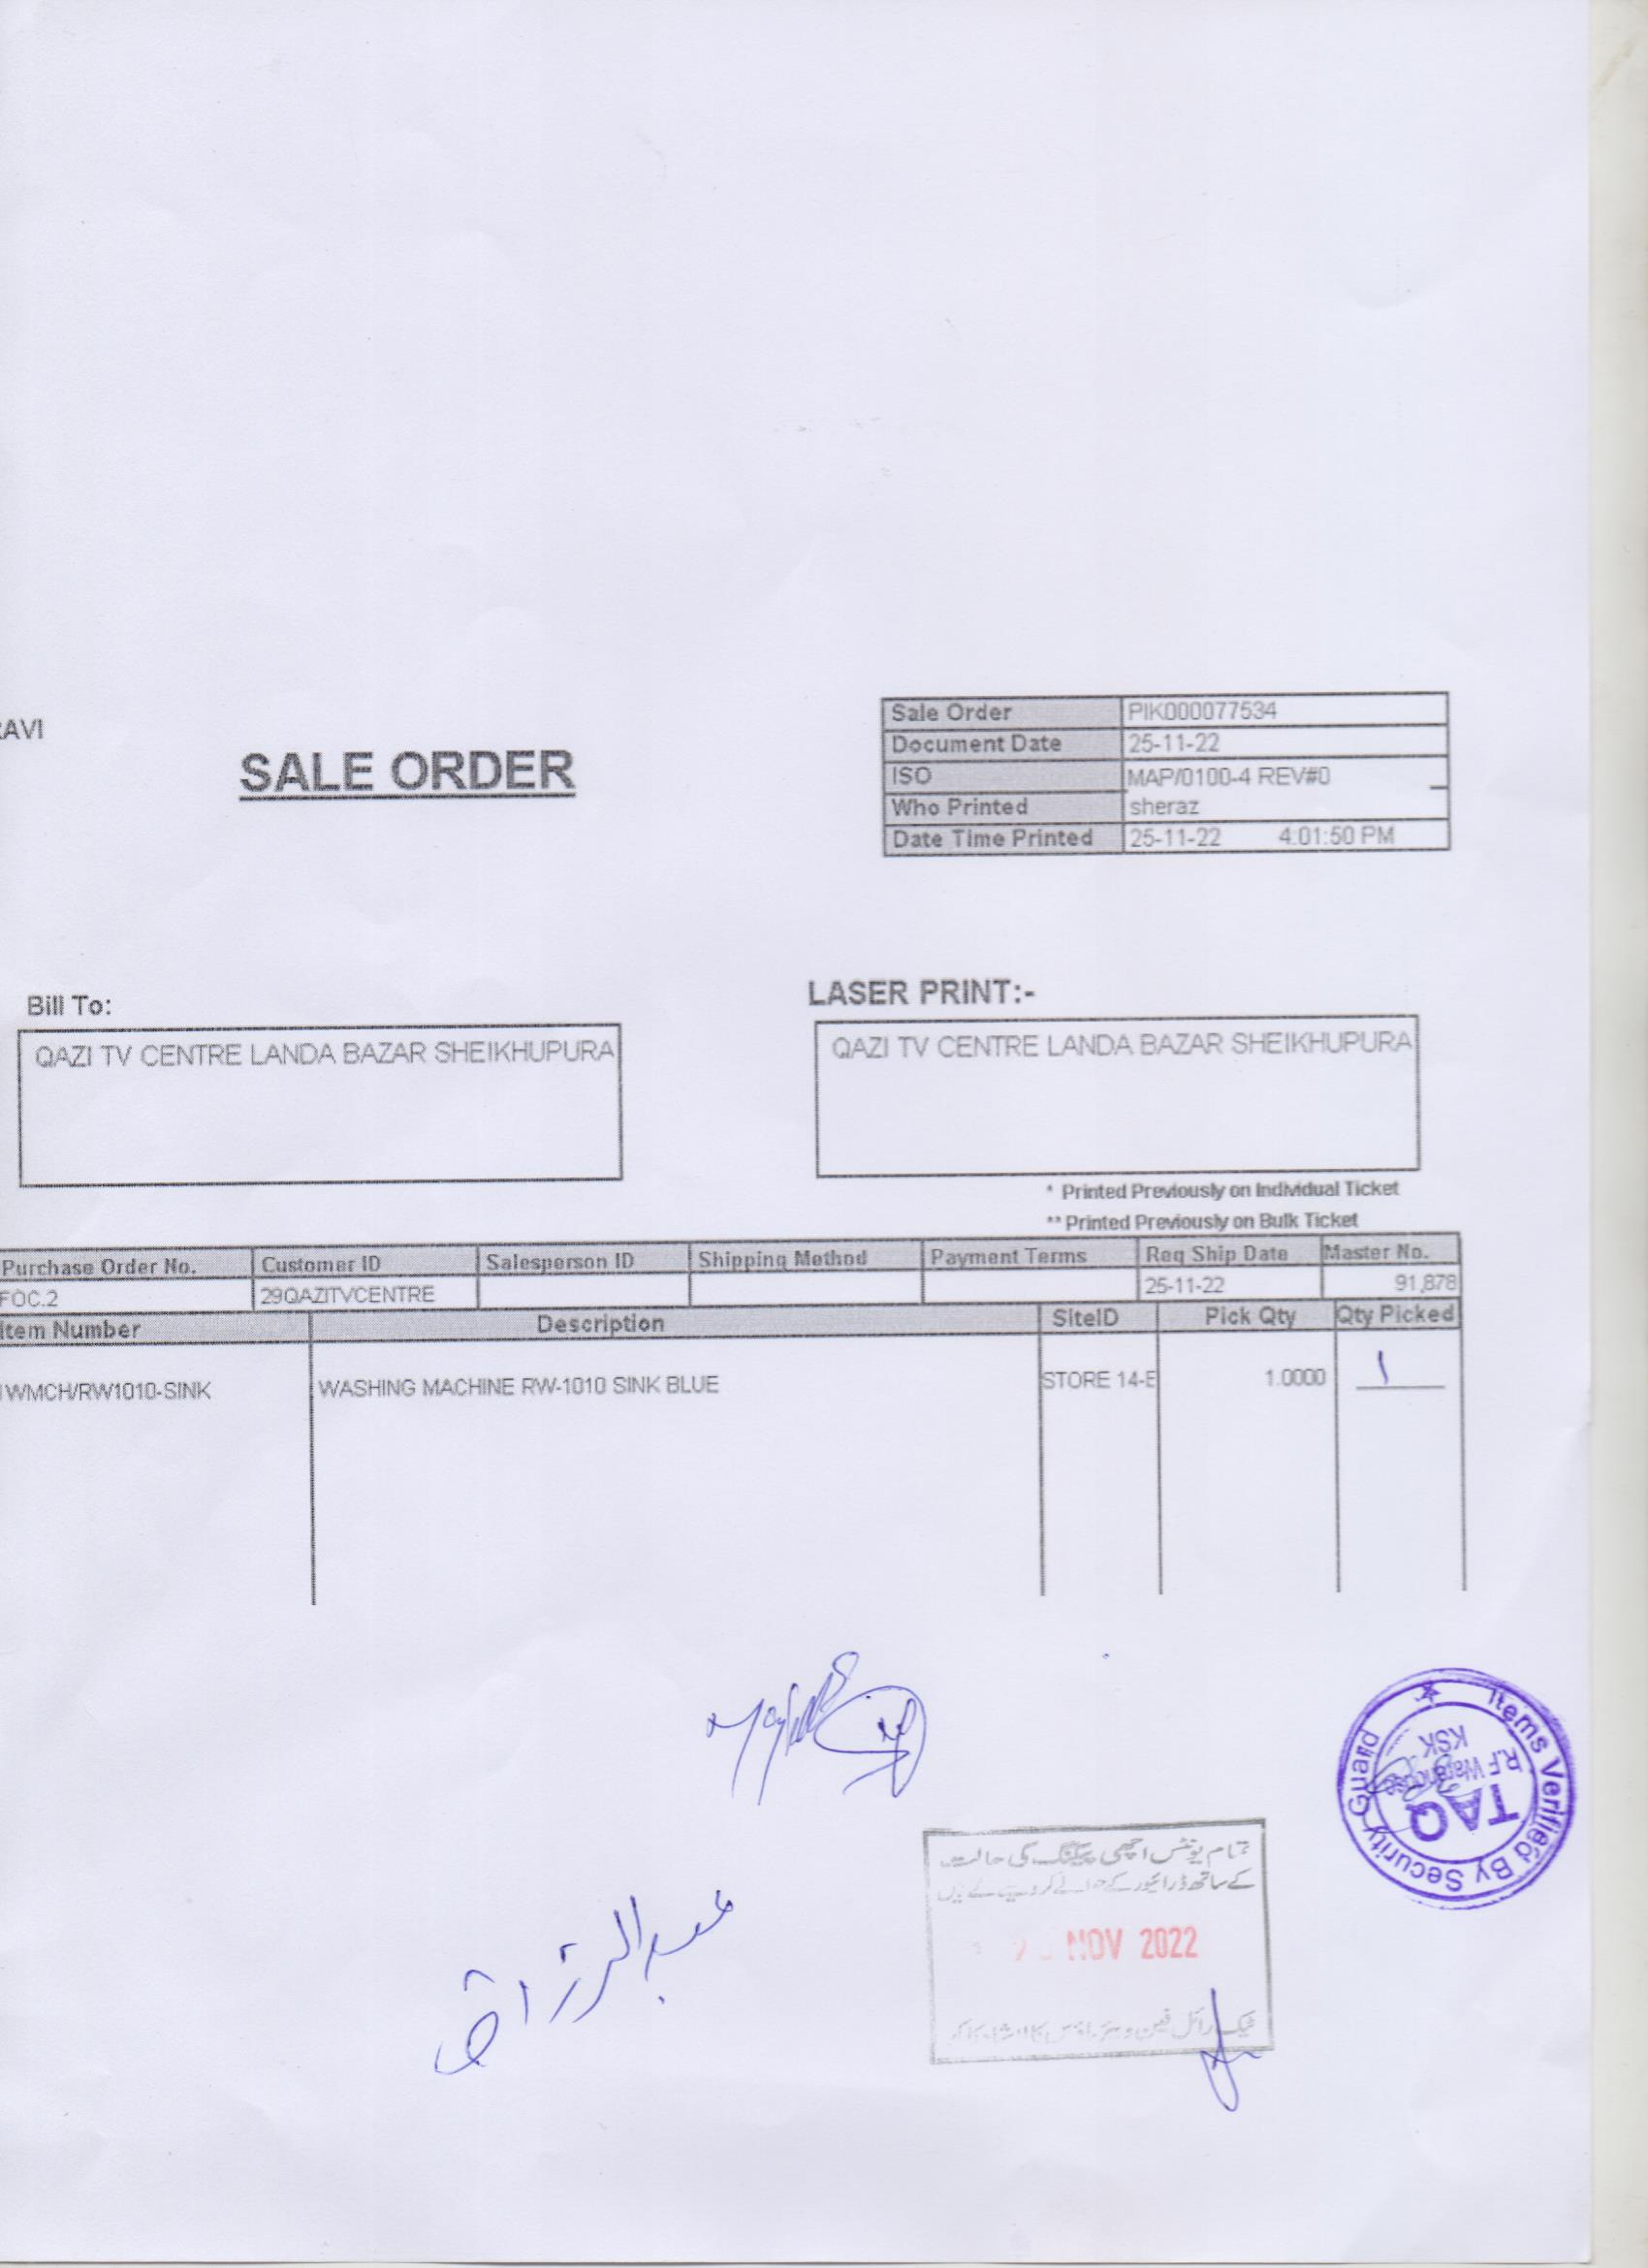 RAVI
SALE ORDER
Sale Order PIK000077534
Document Date 25-11-22
ISO MAP/0100-4 REV#0
Who Printed sheraz
Date Time Printed 25-11-22 4:01:50 PM
Bill To:
QAZI TV CENTRE LANDA BAZAR SHEIKHUPURA
LASER PRINT:-
QAZI TV CENTRE LANDA BAZAR SHEIKHUPURA
* Printed Previously on Individual Ticket
** Printed Previously on Bulk Ticket
Purchase Order No. Customer ID Salesperson ID Shipping Method Payment Terms Req Ship Date Master No.
FOC.2 29QAZITVCENTRE 25-11-22 91,878
Item Number Description SiteID Pick Qty Qty Picked
WMCH/RW1010-SINK WASHING MACHINE RW-1010 SINK BLUE STORE 14-E 1.0000 1
Items Verified By Security Guard
TAQ
R.F Warehouse
KSK
تمام یونٹس اچھی پیکنگ کی حالت
کے ساتھ ڈرائیور کے حوالے کر دیے گئے ہیں
NOV 2022
عبدالرزاق